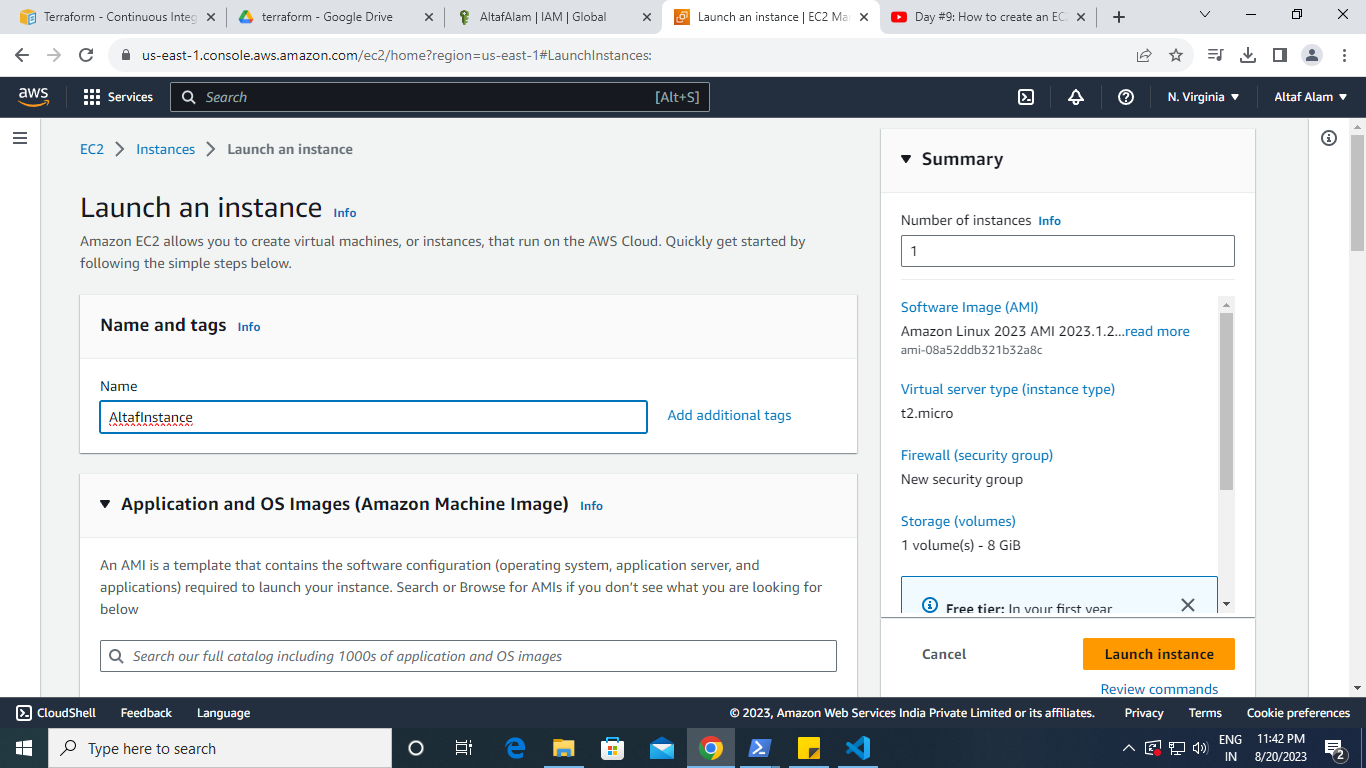 Terraform - Continuous Integ
terraform - Google Drive
AltafAlam | IAM | Global
Launch an instance | EC2 Ma
Day #9: How to create an EC
us-east-1.console.aws.amazon.com/ec2/home?region=us-east-1#LaunchInstances:
aws
Services
Search
[Alt+S]
N. Virginia
Altaf Alam
EC2
Instances
Launch an instance
Launch an instance Info
Amazon EC2 allows you to create virtual machines, or instances, that run on the AWS Cloud. Quickly get started by
following the simple steps below.
Name and tags Info
Name
AltafInstance
Add additional tags
Application and OS Images (Amazon Machine Image) Info
An AMI is a template that contains the software configuration (operating system, application server, and
applications) required to launch your instance. Search or Browse for AMIs if you don't see what you are looking for
below
Search our full catalog including 1000s of application and OS images
Summary
Number of instances Info
1
Software Image (AMI)
Amazon Linux 2023 AMI 2023.1.2...read more
ami-08a52ddb321b32a8c
Virtual server type (instance type)
t2.micro
Firewall (security group)
New security group
Storage (volumes)
1 volume(s) - 8 GiB
Free tier: In your first year
Cancel
Launch instance
Review commands
CloudShell
Feedback
Language
© 2023, Amazon Web Services India Private Limited or its affiliates.
Privacy
Terms
Cookie preferences
Type here to search
ENG
IN
11:42 PM
8/20/2023
2